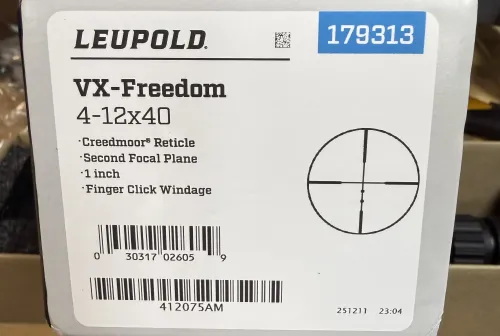 LEUPOLD.
179313
VX-Freedom
4-12x40
·Creedmoor® Reticle
·Second Focal Plane
·1 inch
·Finger Click Windage
0 30317 02605 9
412075AM
251211 23:04